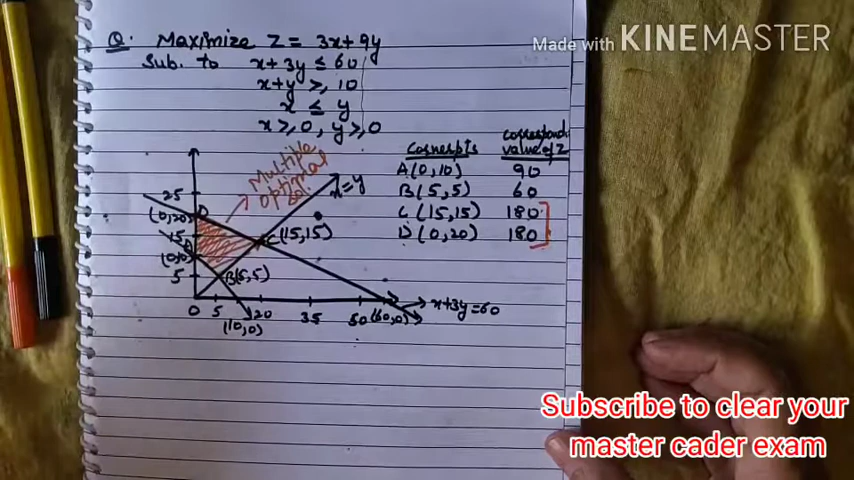 Q. Maximize Z = 3x+9y
Sub. to x+3y ≤ 60
x+y ≥ 10
x ≤ y
x ≥ 0, y ≥ 0
Made with KINEMASTER
Corner pts
correspond. value of Z
A(0,10) 90
B(5,5) 60
C(15,15) 180
D(0,20) 180
Multiple optimal sol.
x=y
25
(0,20) D
15
(0,10)
5
C(15,15)
B(5,5)
0 5 20 35 50 (60,0)
(10,0)
x+3y=60
Subscribe to clear your
master cader exam